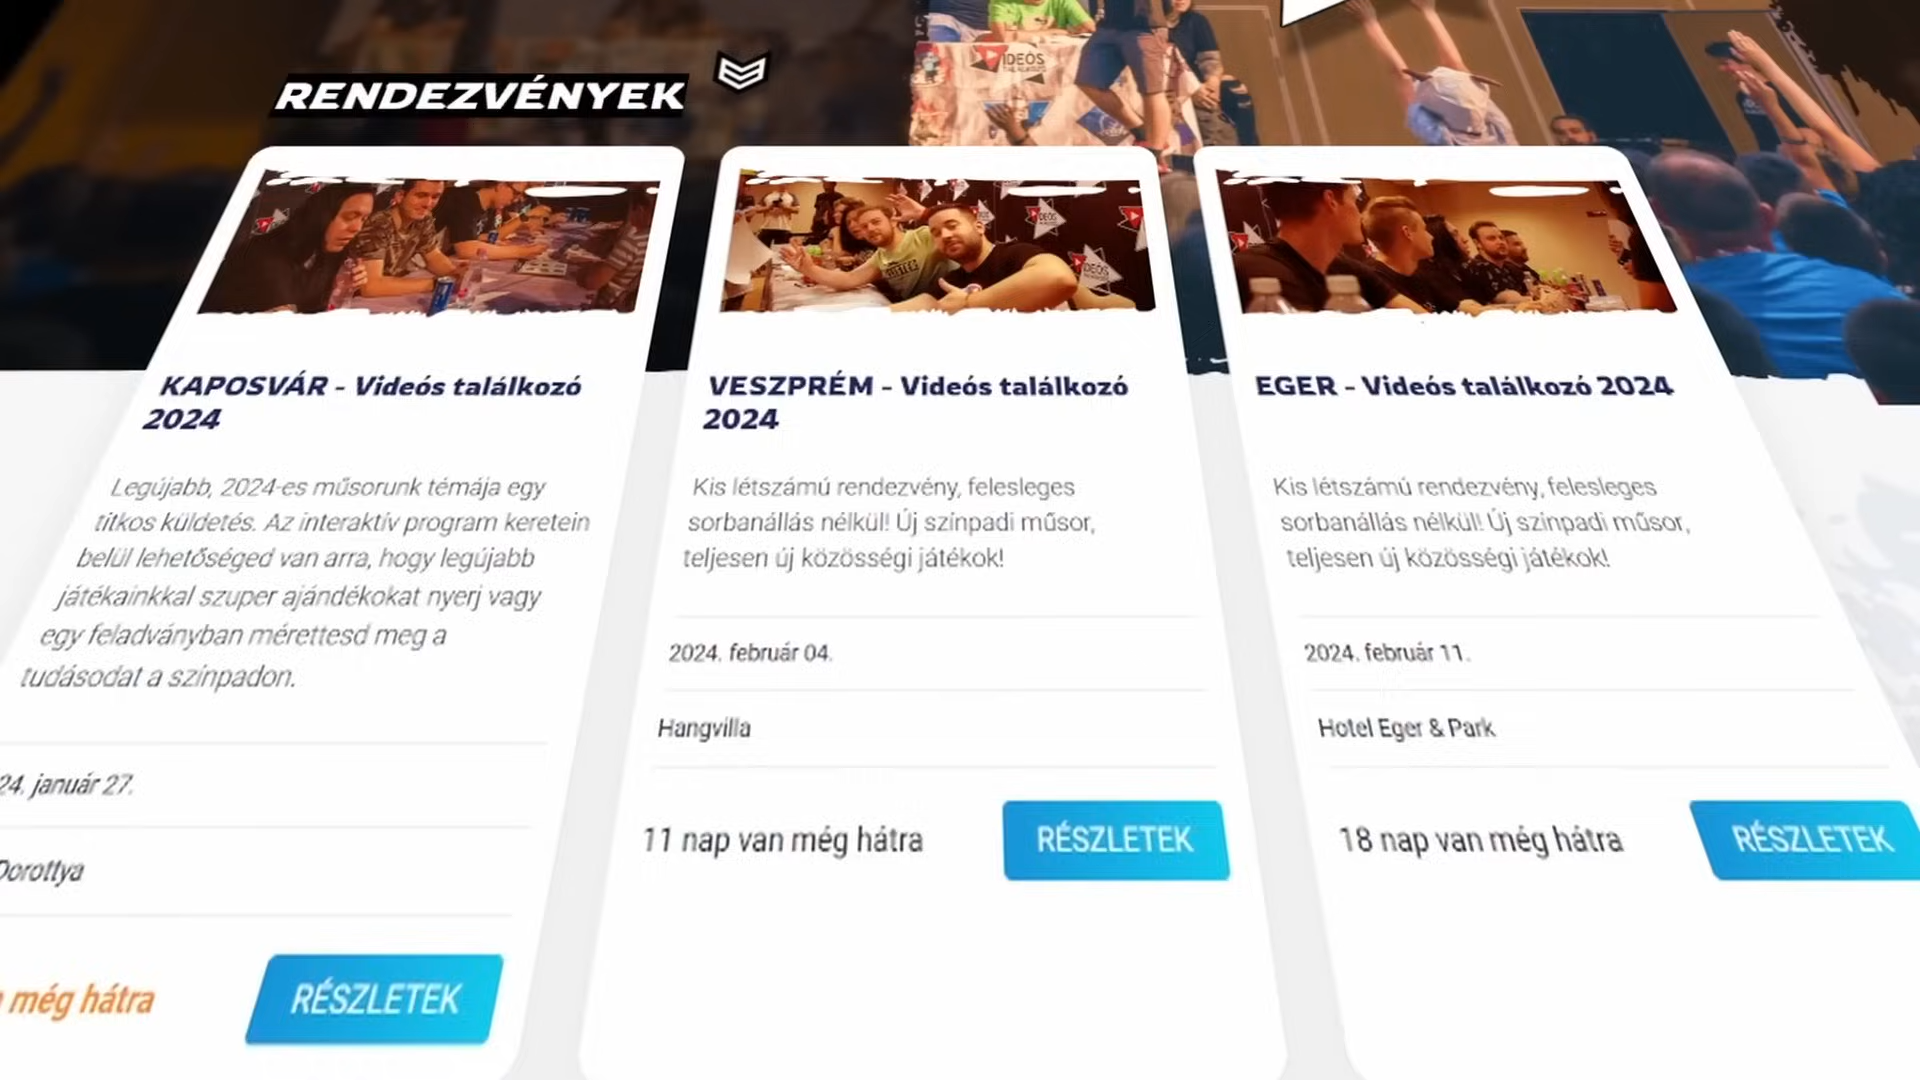 RENDEZVÉNYEK
KAPOSVÁR - Videós találkozó
2024
Legújabb, 2024-es műsorunk témája egy
titkos küldetés. Az interaktív program keretein
belül lehetőséged van arra, hogy legújabb
játékainkkal szuper ajándékokat nyerj vagy
egy feladványban mérettesd meg a
tudásodat a színpadon.
24. január 27.
Dorottya
még hátra
RÉSZLETEK
VESZPRÉM - Videós találkozó
2024
Kis létszámú rendezvény, felesleges
sorbanállás nélkül! Új színpadi műsor,
teljesen új közösségi játékok!
2024. február 04.
Hangvilla
11 nap van még hátra
RÉSZLETEK
EGER - Videós találkozó 2024
Kis létszámú rendezvény, felesleges
sorbanállás nélkül! Új színpadi műsor,
teljesen új közösségi játékok!
2024. február 11.
Hotel Eger & Park
18 nap van még hátra
RÉSZLETEK